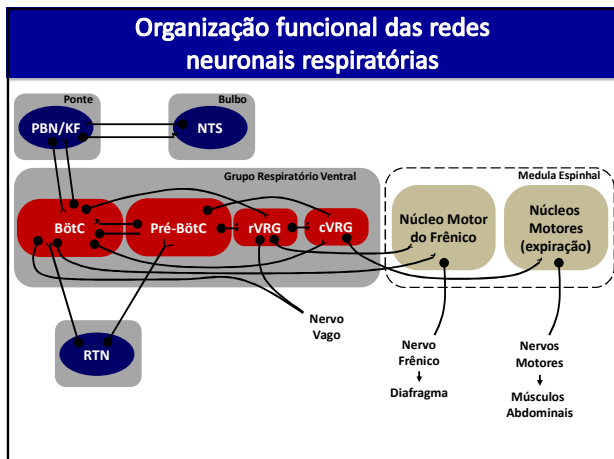 Organização funcional das redes
neuronais respiratórias
Ponte
Bulbo
PBN/KF
NTS
Grupo Respiratório Ventral
Medula Espinhal
BötC
Pré-BötC
rVRG
cVRG
Núcleo Motor
do Frênico
Núcleos
Motores
(expiração)
Nervo
Vago
RTN
Nervo
Frênico
Diafragma
Nervos
Motores
Músculos
Abdominais